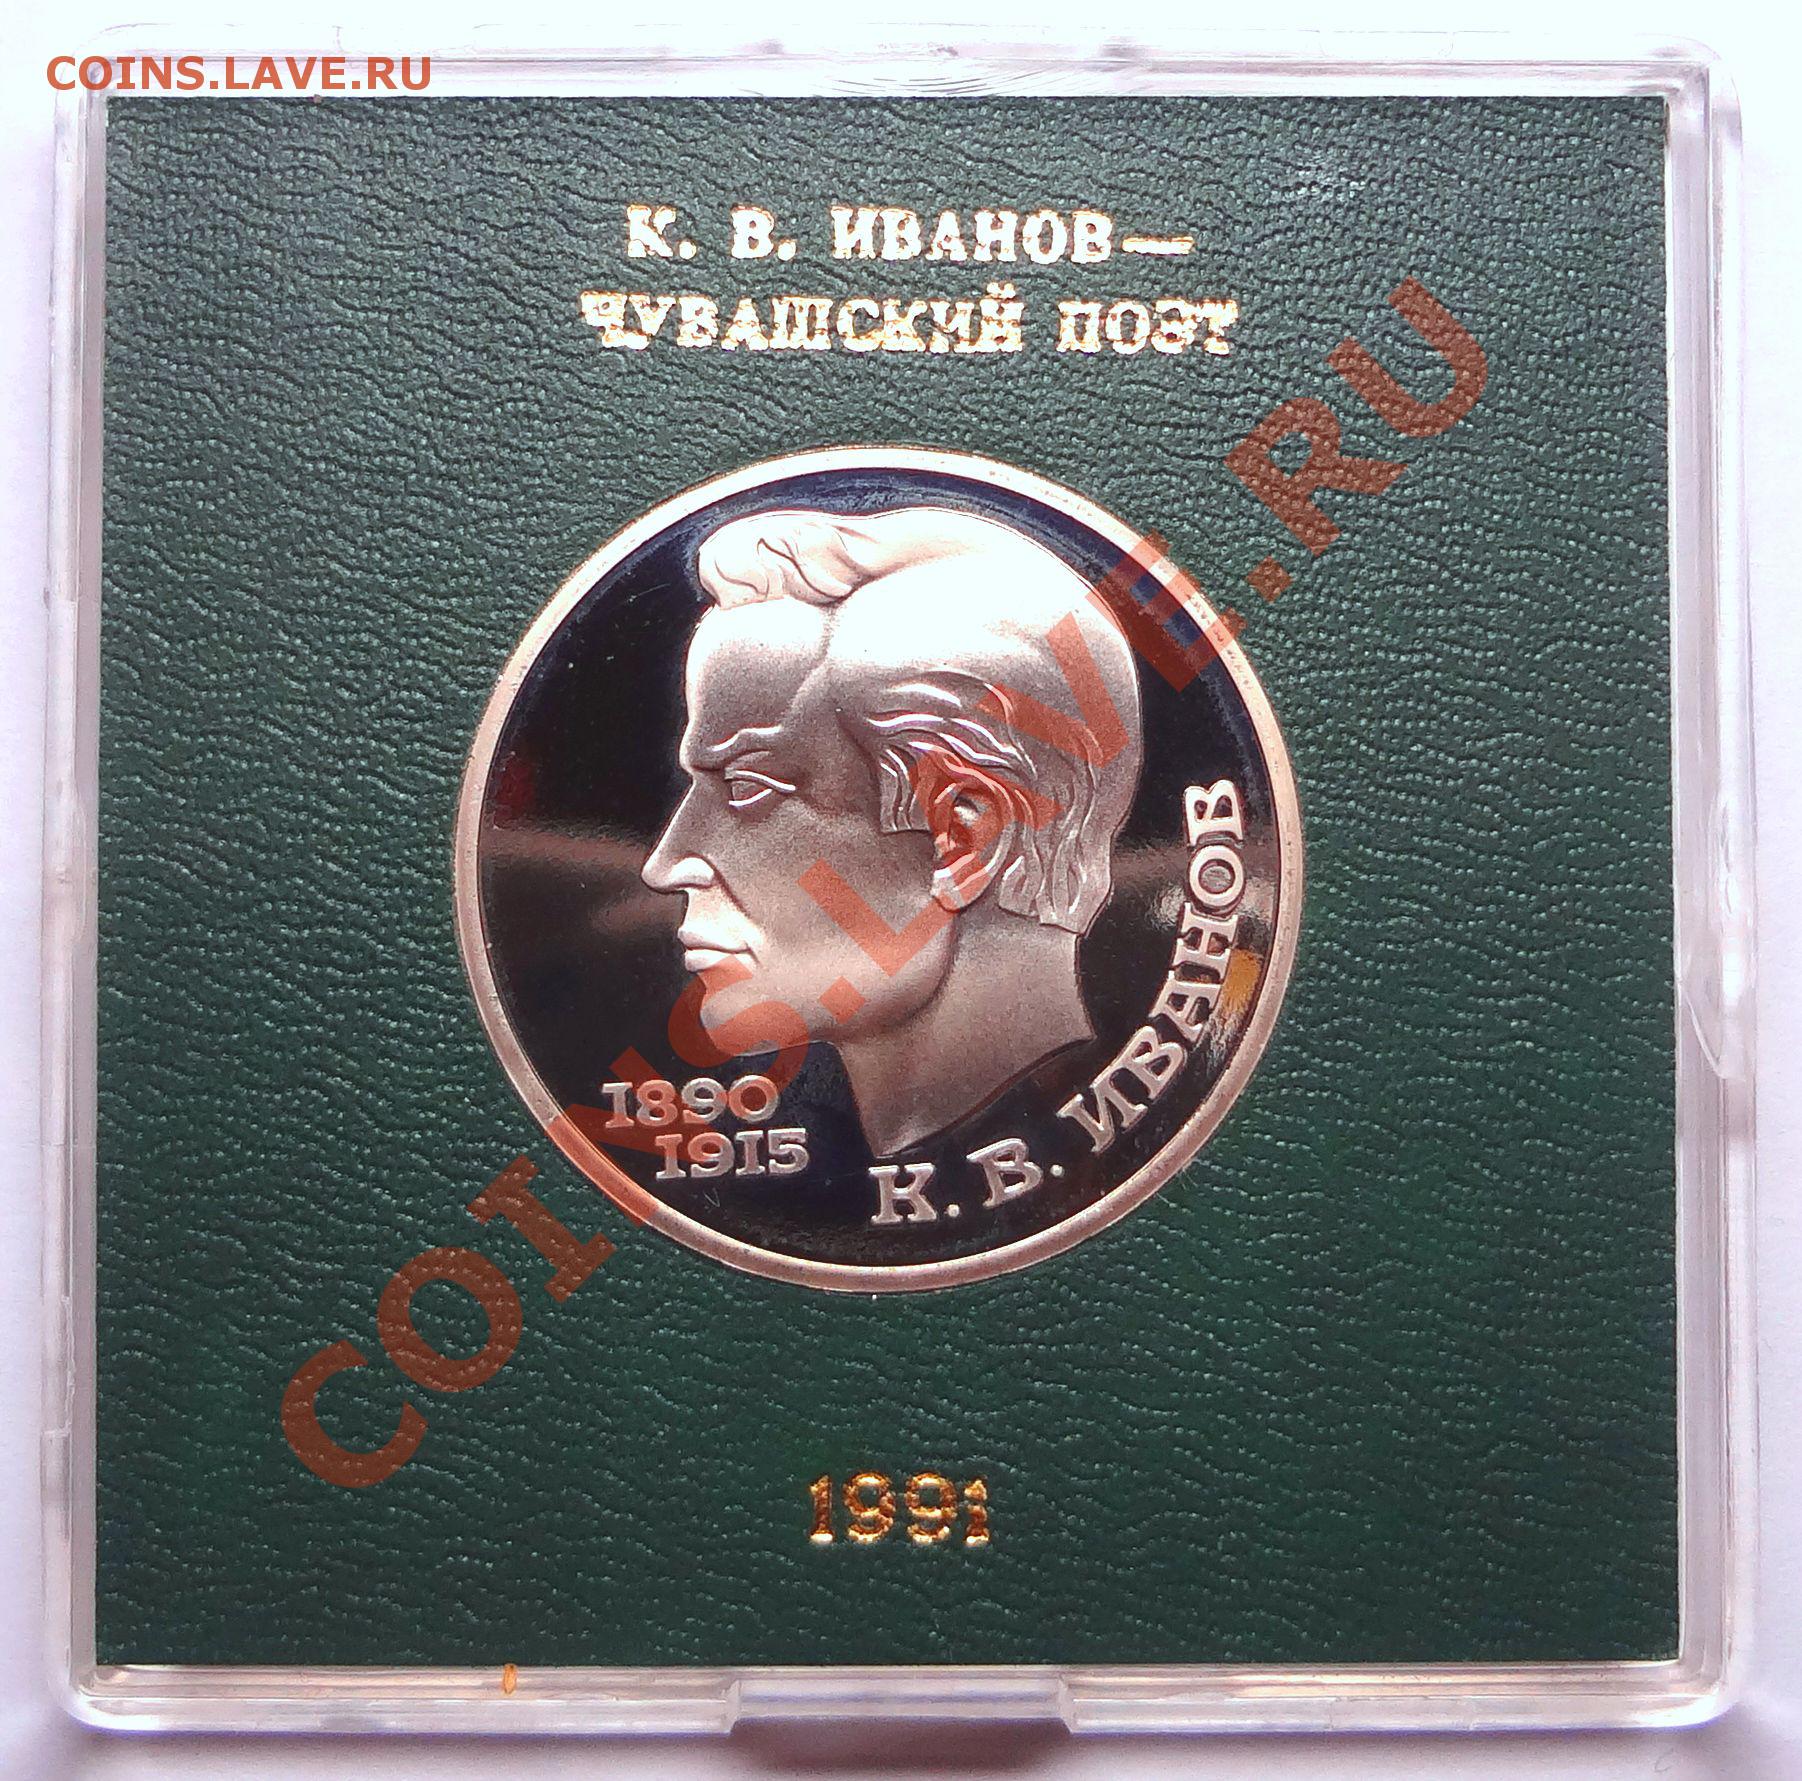 COINS.LAVE.RU
К. В. ИВАНОВ—
ЧУВАШСКИЙ ПОЭТ
COINS.LAVE.RU
1890
1915
К. В. ИВАНОВ
1991